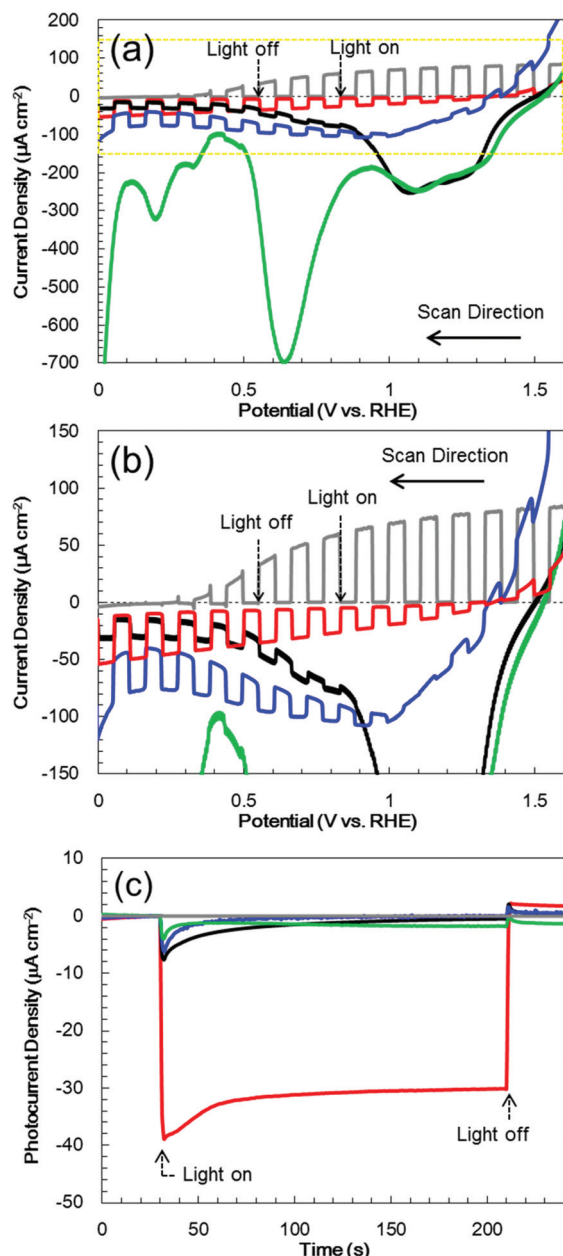 (a)
Light off
Light on
200
100
0
-100
-200
-300
-400
-500
-600
-700
Current Density (µA cm⁻²)
Scan Direction
0
0.5
1
1.5
Potential (V vs. RHE)
(b)
Scan Direction
Light off
Light on
150
100
50
0
-50
-100
-150
Current Density (µA cm⁻²)
0
0.5
1
1.5
Potential (V vs. RHE)
(c)
10
0
-10
-20
-30
-40
-50
Photocurrent Density (µA cm⁻²)
Light on
Light off
0
50
100
150
200
Time (s)